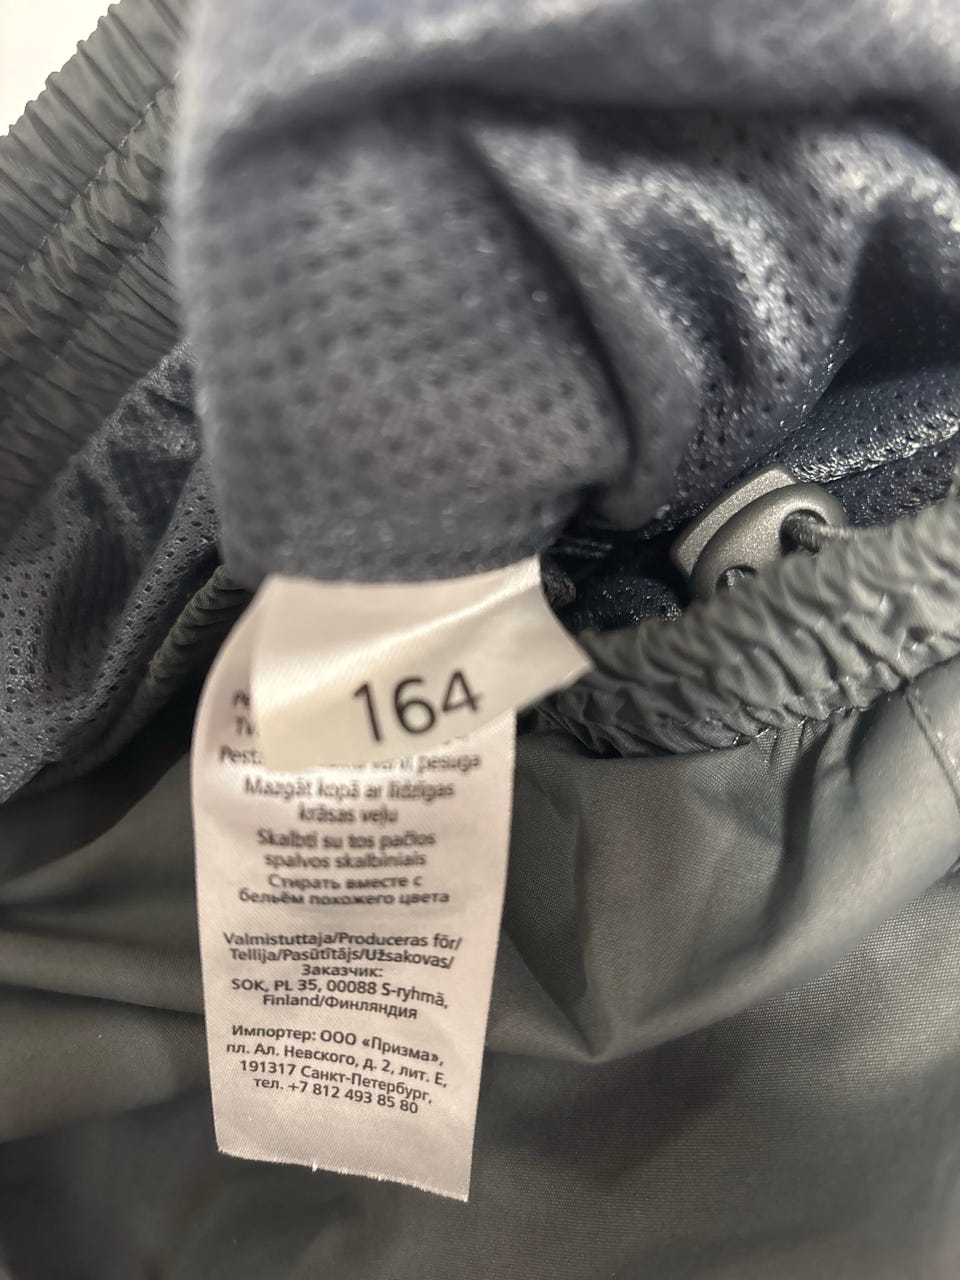 164
pesuga
Mazgāt kopā ar līdzīgas
krāsas veļu
Skalbti su tos pačios
spalvos skalbiniais
Стирать вместе с
бельём похожего цвета
Valmistuttaja/Produceras för/
Tellija/Pasūtītājs/Užsakovas/
Заказчик:
SOK, PL 35, 00088 S-ryhmä,
Finland/Финляндия
Импортер: ООО «Призма»,
пл. Ал. Невского, д. 2, лит. Е,
191317 Санкт-Петербург,
тел. +7 812 493 85 80